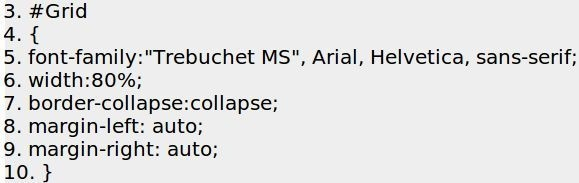 3. #Grid
4. {
5. font-family:"Trebuchet MS", Arial, Helvetica, sans-serif;
6. width:80%;
7. border-collapse:collapse;
8. margin-left: auto;
9. margin-right: auto;
10. }